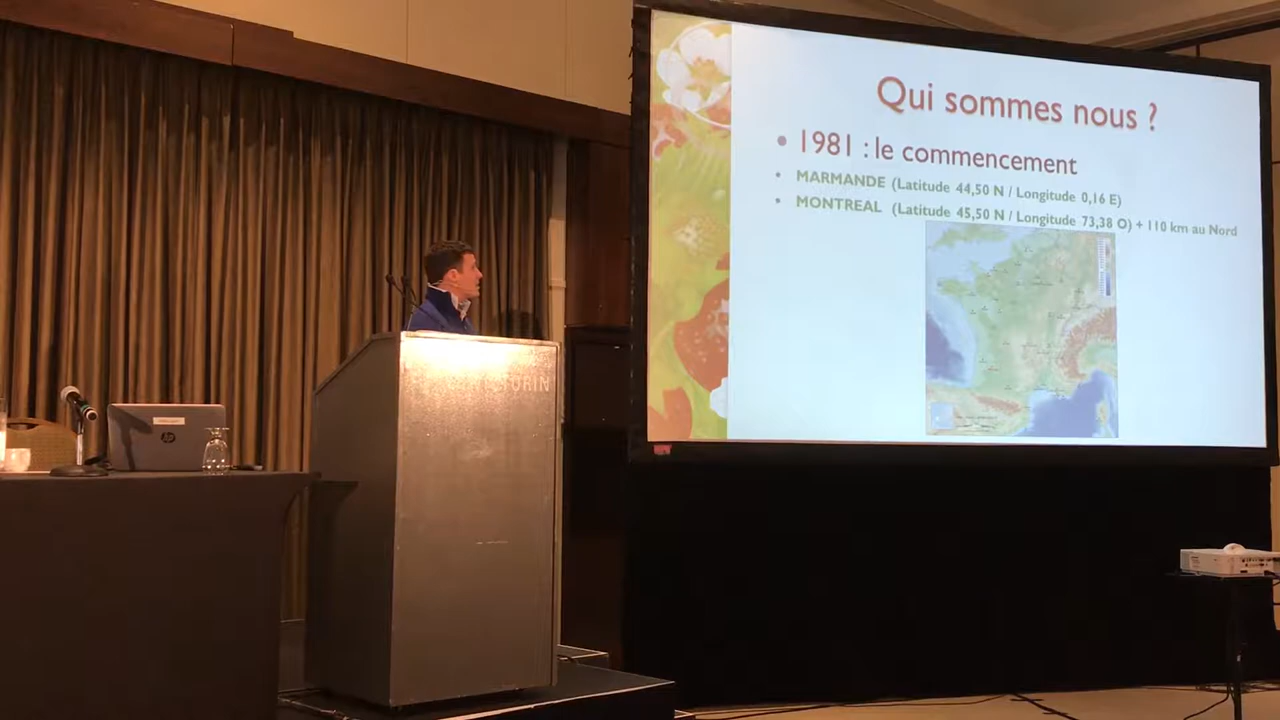 Qui sommes nous ?
• 1981 : le commencement
• MARMANDE (Latitude 44,50 N / Longitude 0,16 E)
• MONTREAL (Latitude 45,50 N / Longitude 73,38 O) + 110 km au Nord
hp